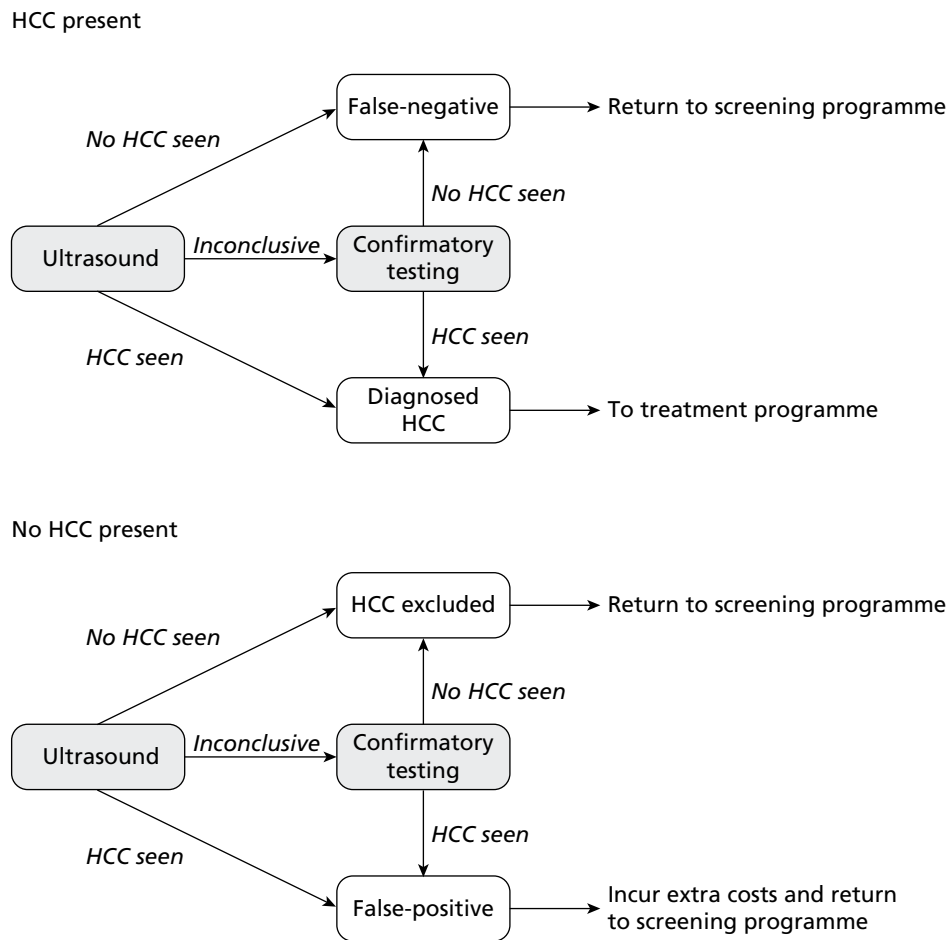 HCC present
False-negative
Return to screening programme
No HCC seen
No HCC seen
Ultrasound
Inconclusive
Confirmatory
testing
HCC seen
HCC seen
Diagnosed
HCC
To treatment programme
No HCC present
HCC excluded
Return to screening programme
No HCC seen
No HCC seen
Ultrasound
Inconclusive
Confirmatory
testing
HCC seen
HCC seen
False-positive
Incur extra costs and return
to screening programme